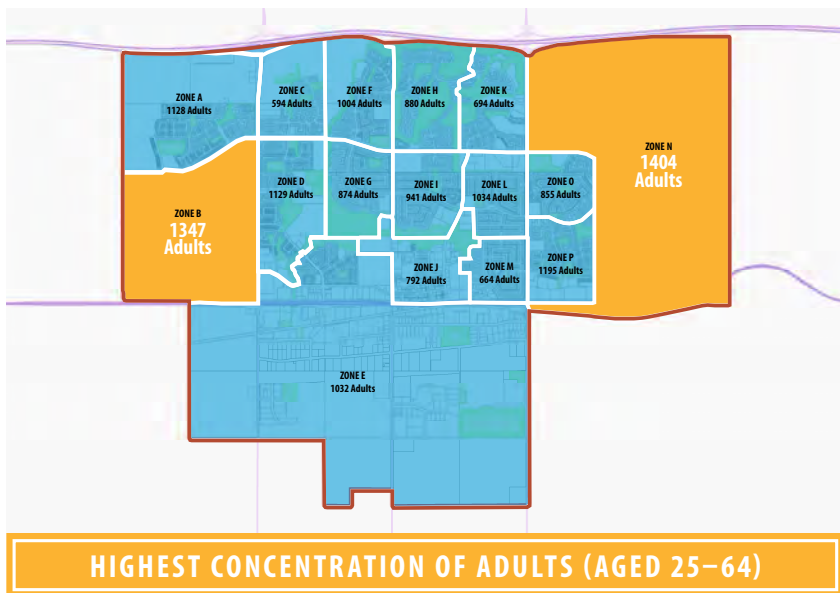 ZONE A
1128 Adults
ZONE C
594 Adults
ZONE F
1004 Adults
ZONE H
880 Adults
ZONE K
694 Adults
ZONE N
1404
Adults
ZONE B
1347
Adults
ZONE D
1129 Adults
ZONE G
874 Adults
ZONE I
941 Adults
ZONE L
1034 Adults
ZONE O
855 Adults
ZONE J
792 Adults
ZONE M
664 Adults
ZONE P
1195 Adults
ZONE E
1032 Adults
HIGHEST CONCENTRATION OF ADULTS (AGED 25–64)